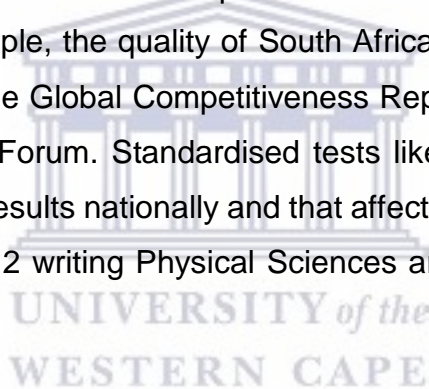 ple, the quality of South Africa
e Global Competitiveness Rep
Forum. Standardised tests like
esults nationally and that affect
2 writing Physical Sciences a
UNIVERSITY of the
WESTERN CAPE